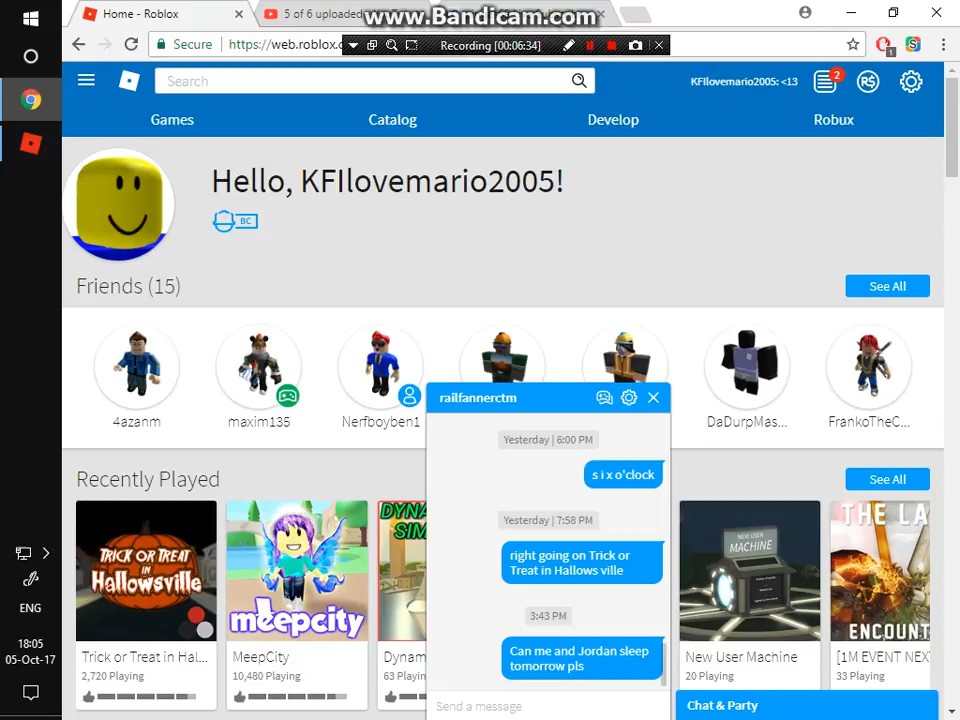 Home - Roblox
5 of 6 uploaded
www.Bandicam.com
Secure
https://web.roblox.c
Recording [00:06:34]
1
Search
KFIlovemario2005: <13
2
R$
Games
Catalog
Develop
Robux
Hello, KFIlovemario2005!
BC
Friends (15)
See All
4azanm
maxim135
Nerfboyben1
DaDurpMas...
FrankoTheC...
railfannerctm
Yesterday | 6:00 PM
s i x o'clock
Yesterday | 7:58 PM
right going on Trick or
Treat in Hallows ville
3:43 PM
Can me and Jordan sleep
tomorrow pls
Send a message
Chat & Party
Recently Played
See All
TRICK OR TREAT
IN
HALLOWSVILLE
meepcity
DYNA
SIM
NEW USER
MACHINE
THE LA
ENCOUNT
Trick or Treat in Hal...
MeepCity
Dynam
New User Machine
[1M EVENT NEX
2,720 Playing
10,480 Playing
63 Playin
20 Playing
33 Playing
ENG
18:05
05-Oct-17